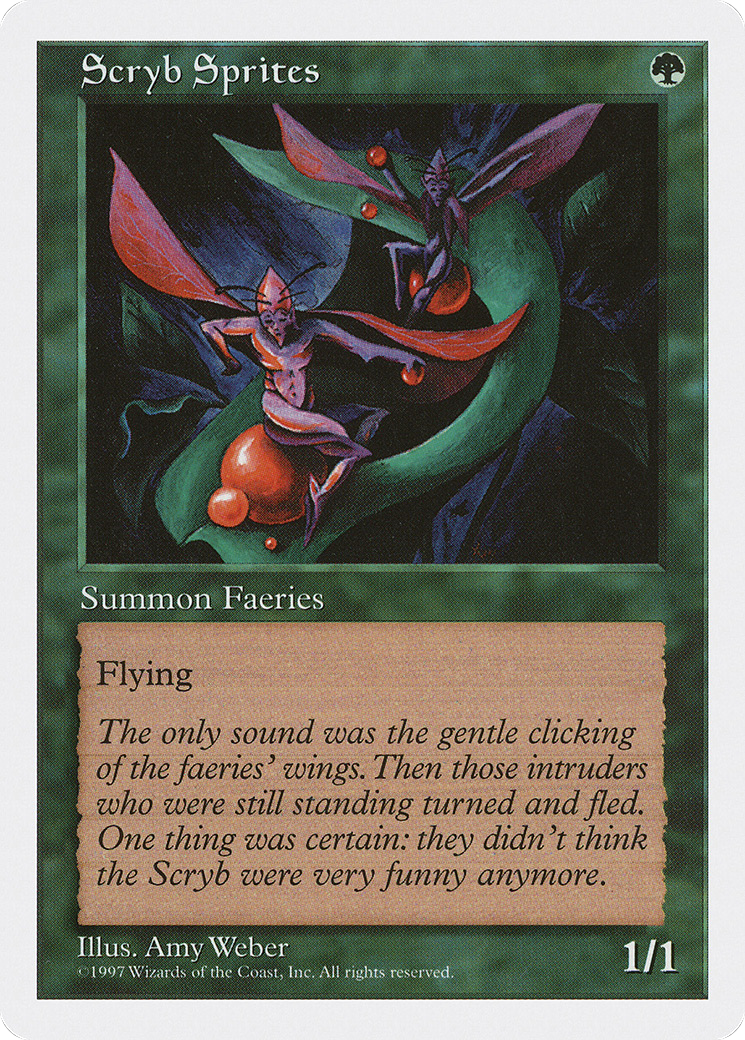 Scryb Sprites
Summon Faeries
Flying
The only sound was the gentle clicking
of the faeries' wings. Then those intruders
who were still standing turned and fled.
One thing was certain: they didn't think
the Scryb were very funny anymore.
Illus. Amy Weber
©1997 Wizards of the Coast, Inc. All rights reserved.
1/1